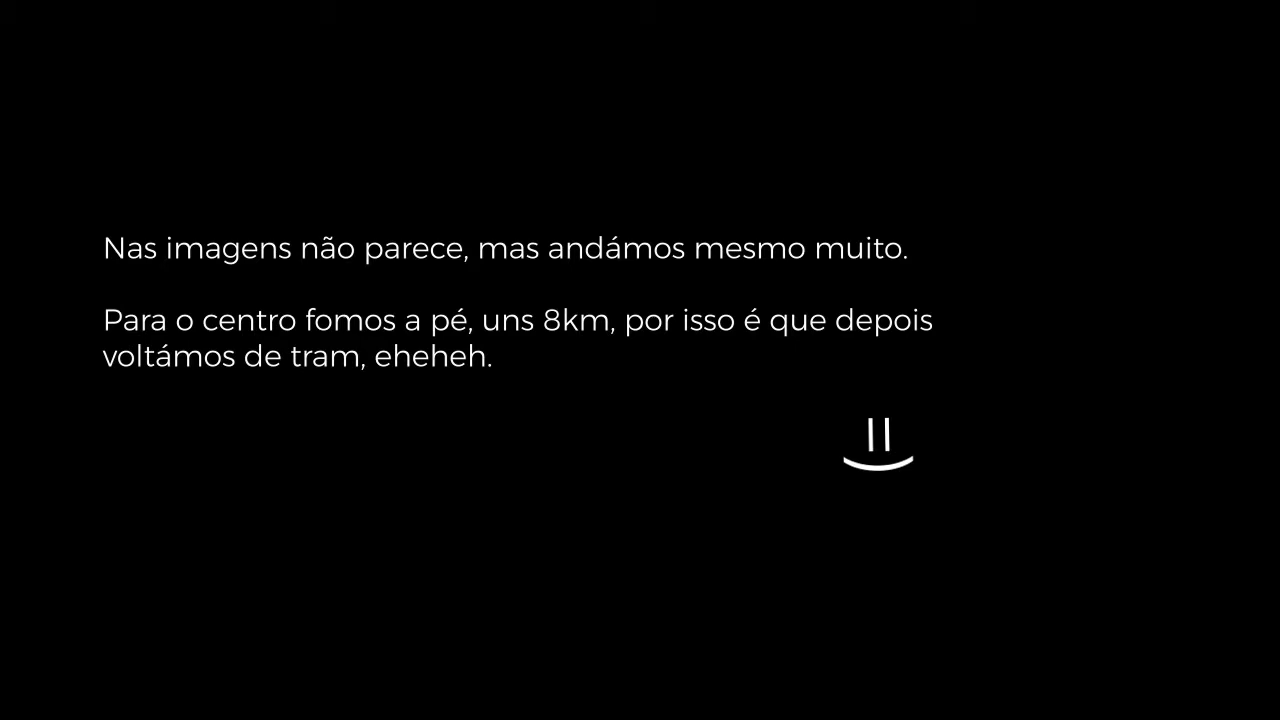 Nas imagens não parece, mas andámos mesmo muito.
Para o centro fomos a pé, uns 8km, por isso é que depois
voltámos de tram, eheheh.